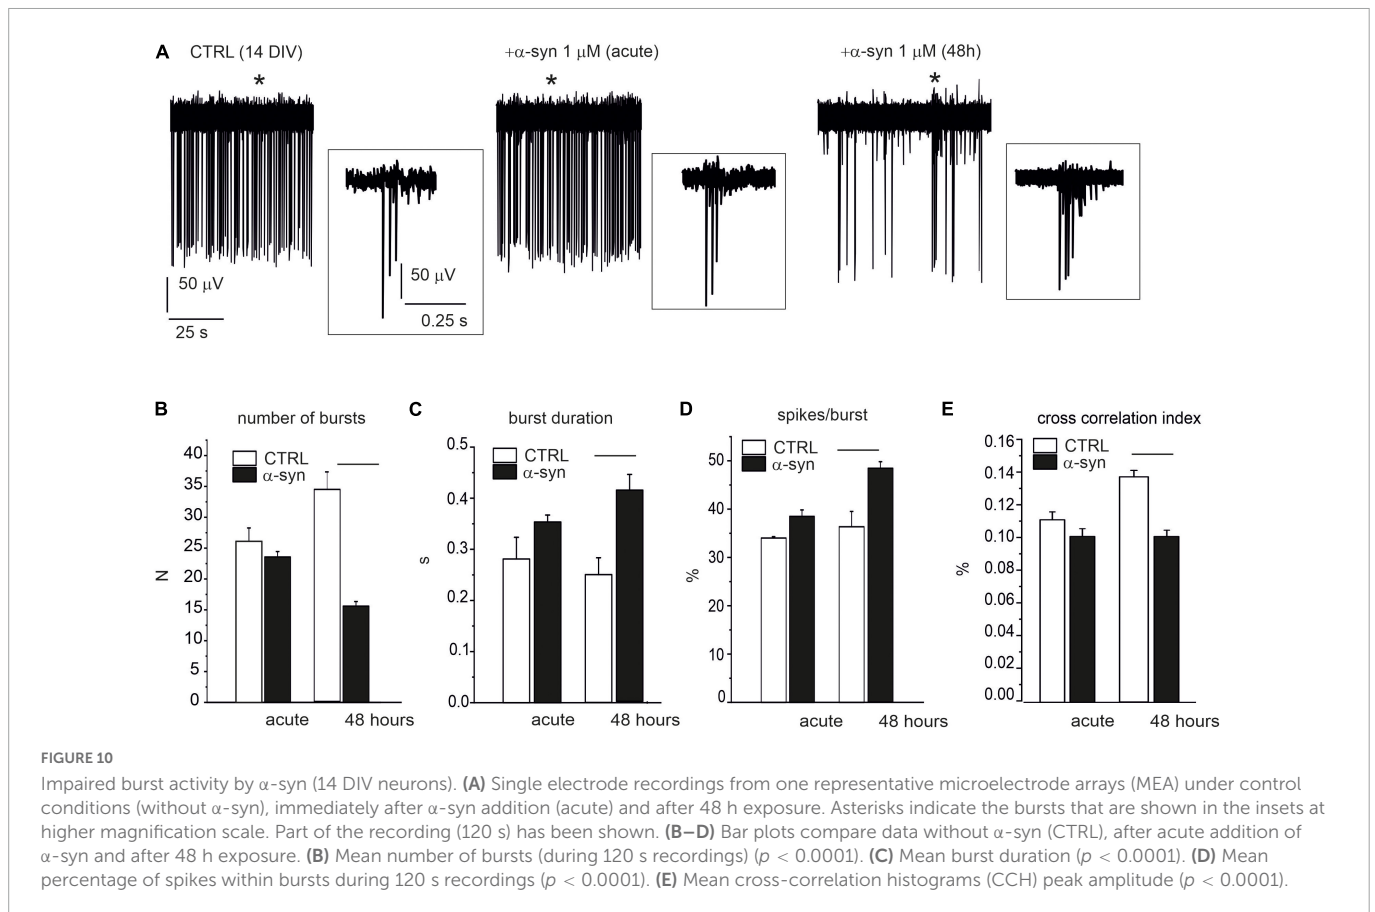 A CTRL (14 DIV) +α-syn 1 μM (acute) +α-syn 1 μM (48h)
* * *
50 μV
25 s
50 μV
0.25 s
B number of bursts
CTRL
α-syn
N
40
35
30
25
20
15
10
5
0
acute 48 hours
C burst duration
CTRL
α-syn
s
0.5
0.4
0.3
0.2
0.1
0.0
acute 48 hours
D spikes/burst
CTRL
α-syn
%
50
40
30
20
10
0
acute 48 hours
E cross correlation index
CTRL
α-syn
%
0.16
0.14
0.12
0.10
0.08
0.06
0.04
0.02
0.00
acute 48 hours
FIGURE 10
Impaired burst activity by α-syn (14 DIV neurons). (A) Single electrode recordings from one representative microelectrode arrays (MEA) under control
conditions (without α-syn), immediately after α-syn addition (acute) and after 48 h exposure. Asterisks indicate the bursts that are shown in the insets at
higher magnification scale. Part of the recording (120 s) has been shown. (B–D) Bar plots compare data without α-syn (CTRL), after acute addition of
α-syn and after 48 h exposure. (B) Mean number of bursts (during 120 s recordings) (p < 0.0001). (C) Mean burst duration (p < 0.0001). (D) Mean
percentage of spikes within bursts during 120 s recordings (p < 0.0001). (E) Mean cross-correlation histograms (CCH) peak amplitude (p < 0.0001).